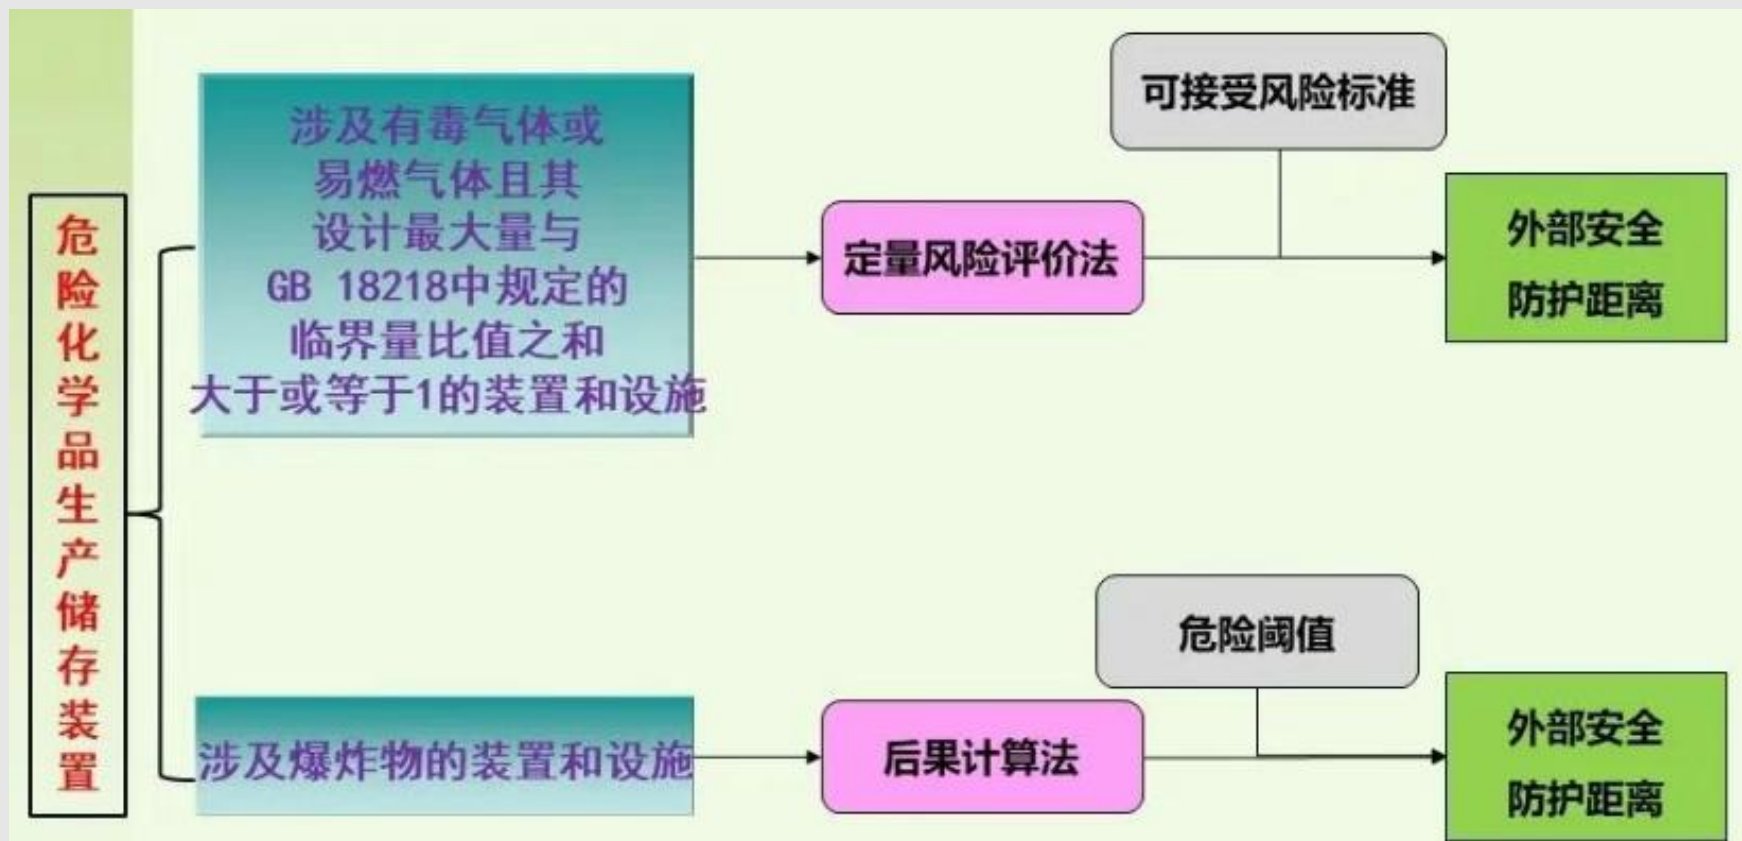 危险化学品生产储存装置
涉及有毒气体或
易燃气体且其
设计最大量与
GB 18218中规定的
临界量比值之和
大于或等于1的装置和设施
定量风险评价法
可接受风险标准
外部安全
防护距离
涉及爆炸物的装置和设施
后果计算法
危险阈值
外部安全
防护距离